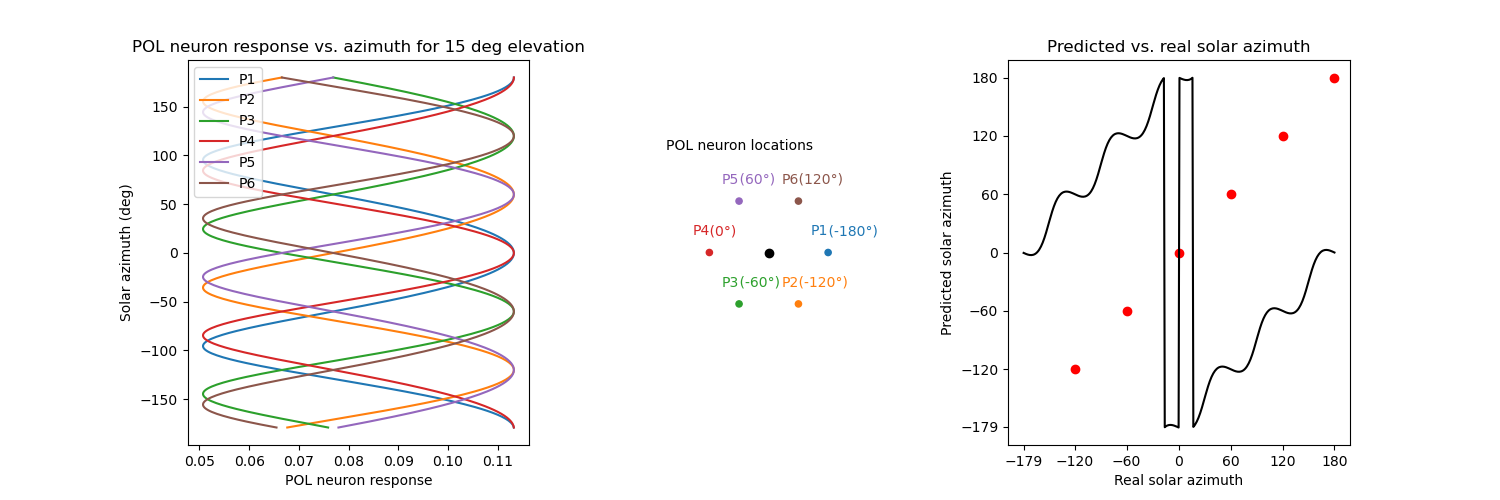 POL neuron response vs. azimuth for 15 deg elevation
P1
P2
P3
P4
P5
P6
150
100
50
0
−50
−100
−150
Solar azimuth (deg)
0.05 0.06 0.07 0.08 0.09 0.10 0.11
POL neuron response
POL neuron locations
P5(60°) P6(120°)
P4(0°) P1(-180°)
P3(-60°) P2(-120°)
Predicted vs. real solar azimuth
180
120
60
0
−60
−120
−179
Predicted solar azimuth
−179 −120 −60 0 60 120 180
Real solar azimuth